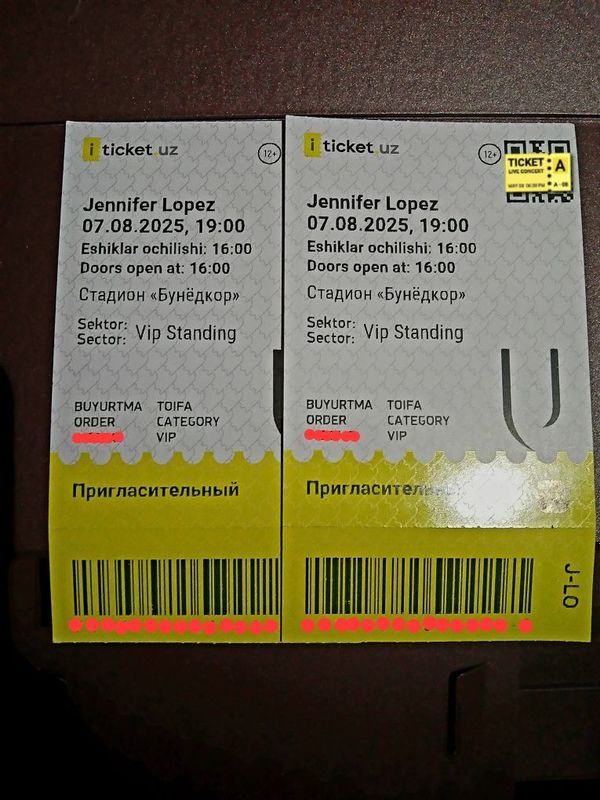 i ticket.uz
12+
Jennifer Lopez
07.08.2025, 19:00
Eshiklar ochilishi: 16:00
Doors open at: 16:00
Стадион «Бунёдкор»
Sektor:
Sector: Vip Standing
BUYURTMA TOIFA
ORDER CATEGORY
VIP
Пригласительный
i ticket.uz
12+
TICKET A
LIVE CONCERT
Jennifer Lopez
07.08.2025, 19:00
Eshiklar ochilishi: 16:00
Doors open at: 16:00
Стадион «Бунёдкор»
Sektor:
Sector: Vip Standing
BUYURTMA TOIFA
ORDER CATEGORY
VIP
J-LO